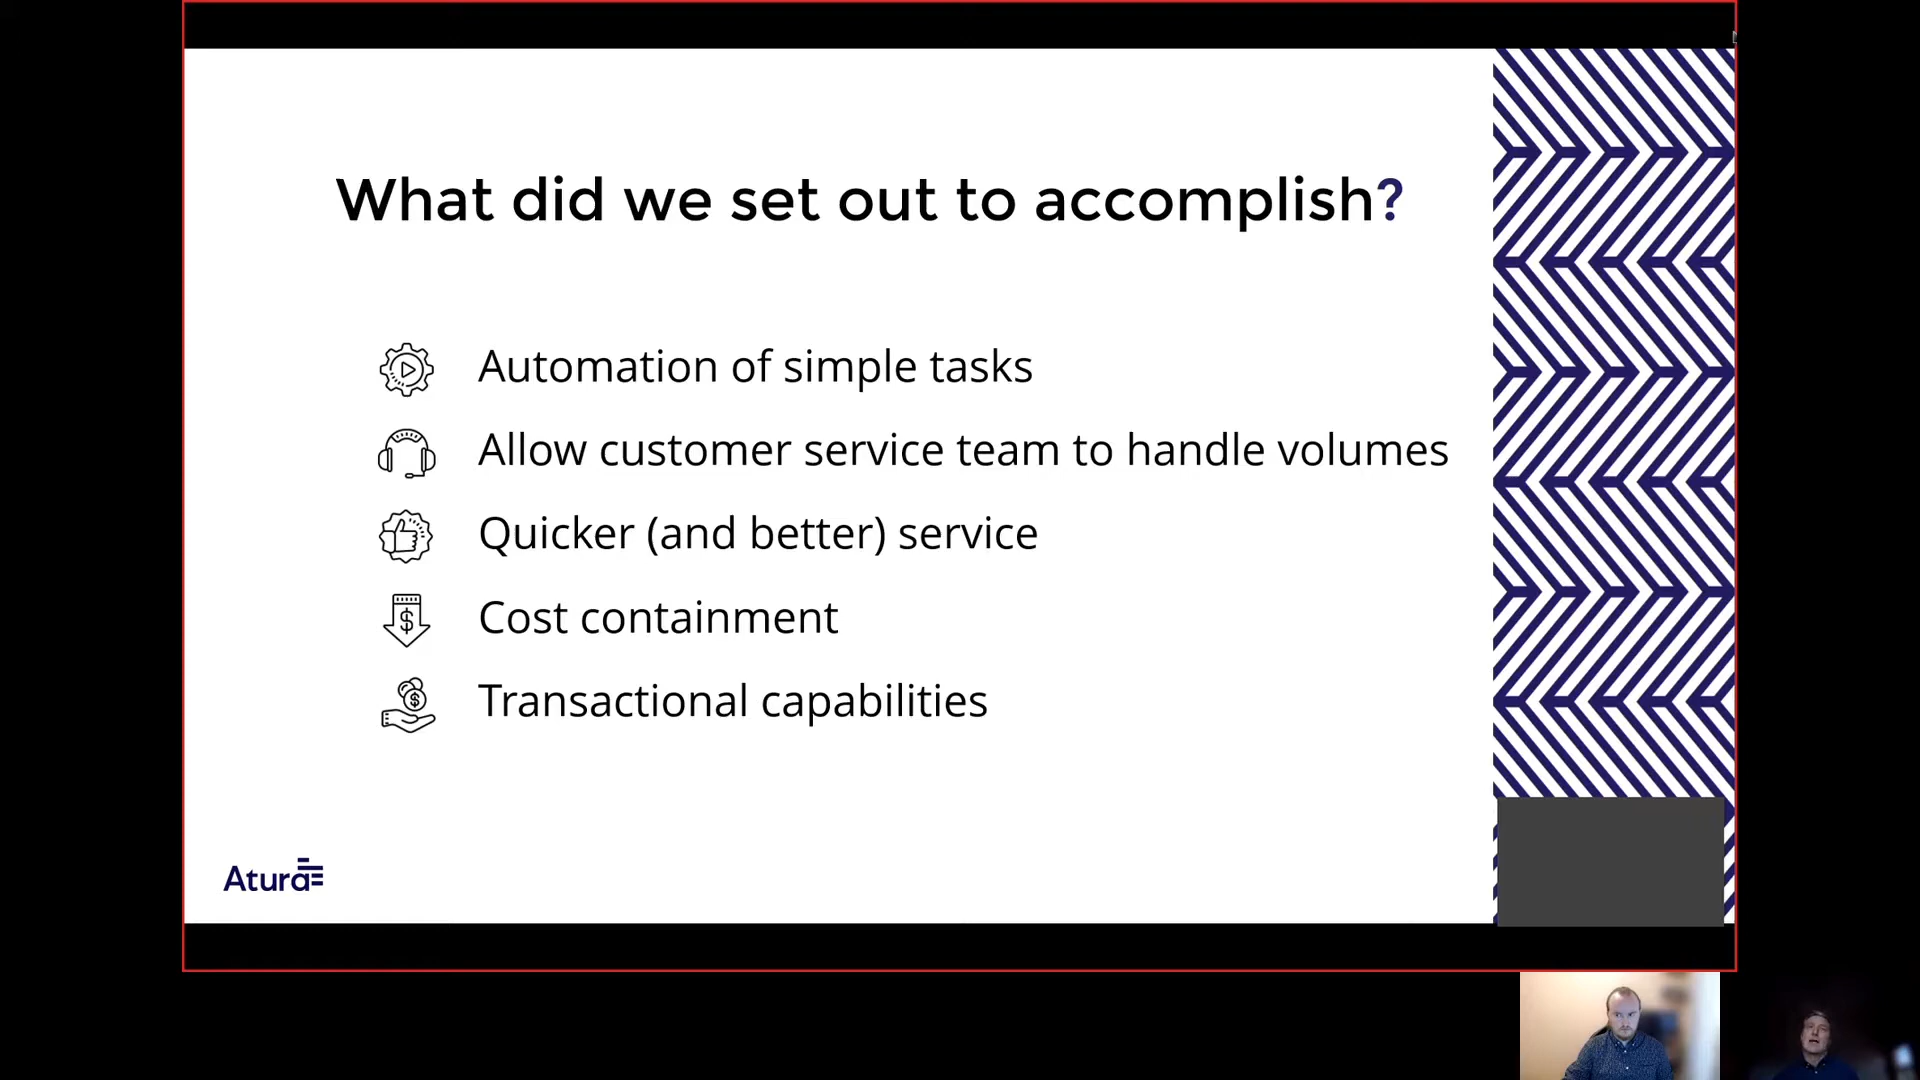 What did we set out to accomplish?
Automation of simple tasks
Allow customer service team to handle volumes
Quicker (and better) service
Cost containment
Transactional capabilities
Atura